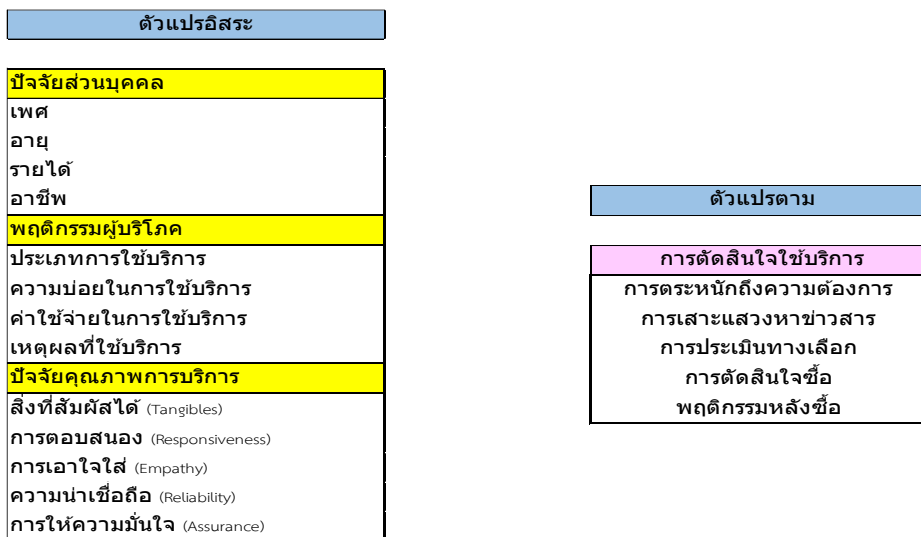 ตัวแปรอิสระ
ปัจจัยส่วนบุคคล
เพศ
อายุ
รายได้
อาชีพ
พฤติกรรมผู้บริโภค
ประเภทการใช้บริการ
ความบ่อยในการใช้บริการ
ค่าใช้จ่ายในการใช้บริการ
เหตุผลที่ใช้บริการ
ปัจจัยคุณภาพการบริการ
สิ่งที่สัมผัสได้ (Tangibles)
การตอบสนอง (Responsiveness)
การเอาใจใส่ (Empathy)
ความน่าเชื่อถือ (Reliability)
การให้ความมั่นใจ (Assurance)
ตัวแปรตาม
การตัดสินใจใช้บริการ
การตระหนักถึงความต้องการ
การเสาะแสวงหาข่าวสาร
การประเมินทางเลือก
การตัดสินใจซื้อ
พฤติกรรมหลังซื้อ